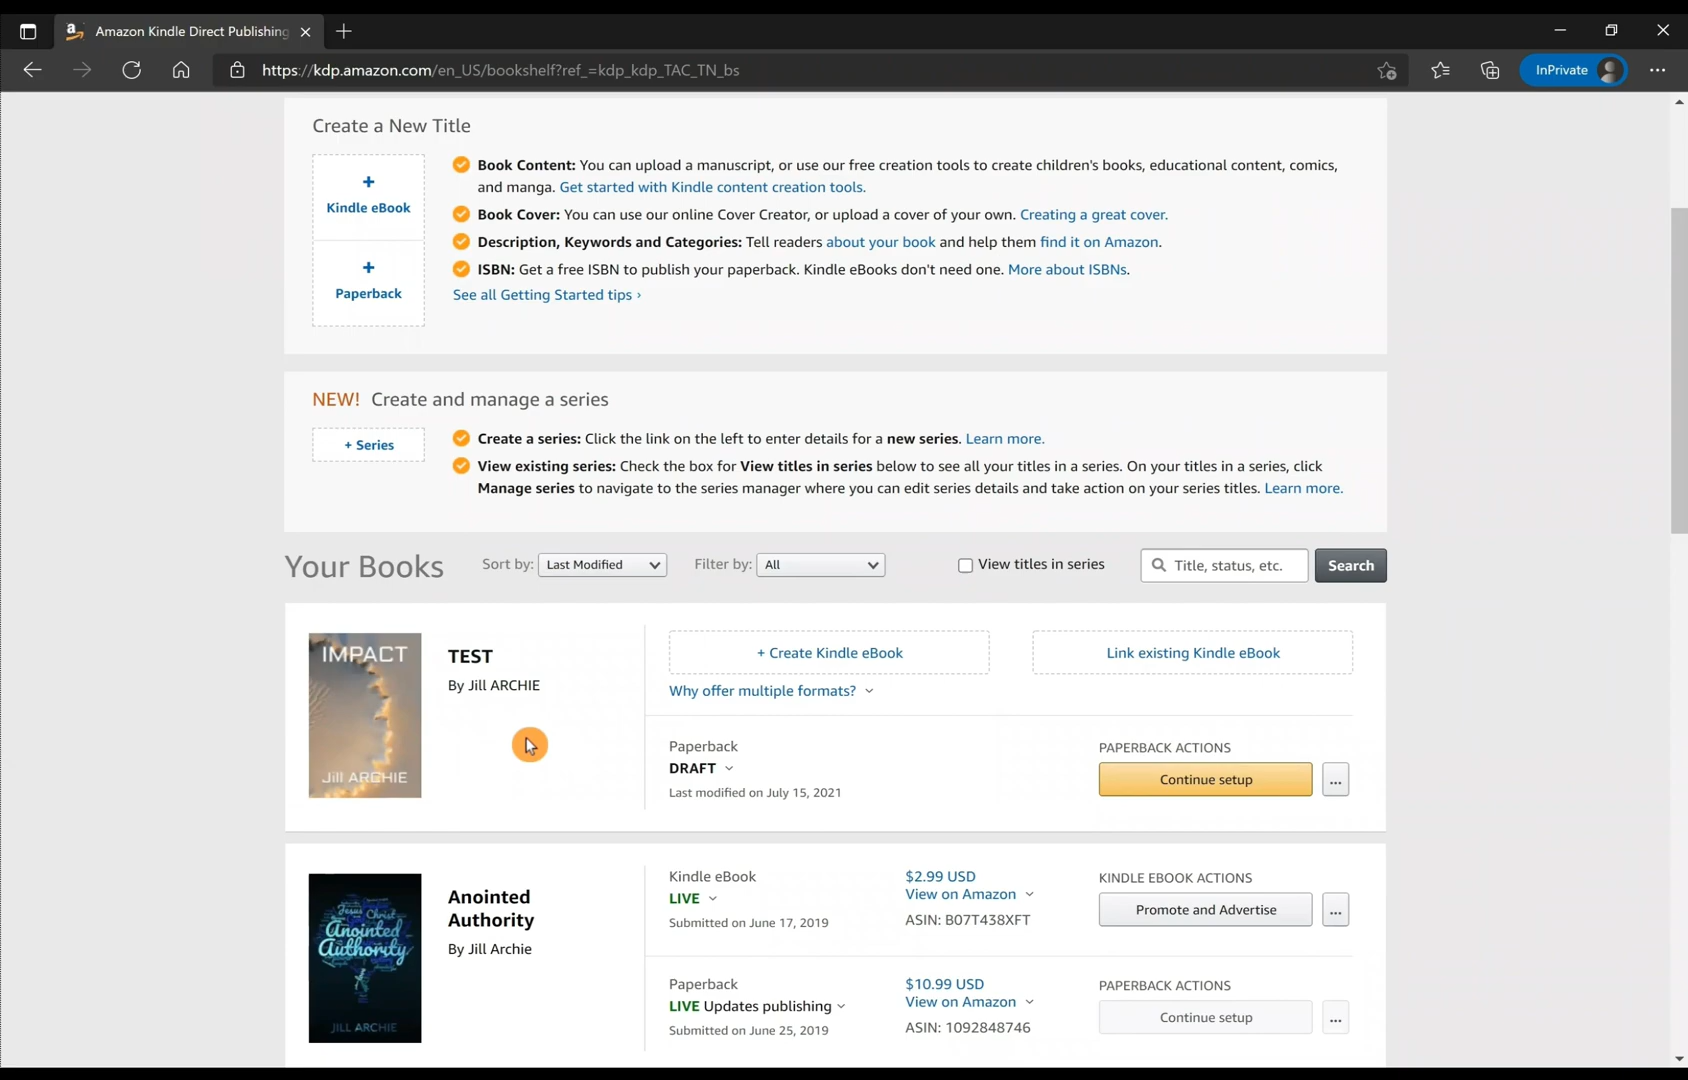 Amazon Kindle Direct Publishing
https://kdp.amazon.com/en_US/bookshelf?ref_=kdp_kdp_TAC_TN_bs
InPrivate
Create a New Title
+
Kindle eBook
+
Paperback
Book Content: You can upload a manuscript, or use our free creation tools to create children's books, educational content, comics,
and manga. Get started with Kindle content creation tools.
Book Cover: You can use our online Cover Creator, or upload a cover of your own. Creating a great cover.
Description, Keywords and Categories: Tell readers about your book and help them find it on Amazon.
ISBN: Get a free ISBN to publish your paperback. Kindle eBooks don't need one. More about ISBNs.
See all Getting Started tips ›
NEW! Create and manage a series
+ Series
Create a series: Click the link on the left to enter details for a new series. Learn more.
View existing series: Check the box for View titles in series below to see all your titles in a series. On your titles in a series, click
Manage series to navigate to the series manager where you can edit series details and take action on your series titles. Learn more.
Your Books
Sort by: Last Modified
Filter by: All
View titles in series
Title, status, etc.
Search
IMPACT
Jill ARCHIE
TEST
By Jill ARCHIE
+ Create Kindle eBook
Link existing Kindle eBook
Why offer multiple formats?
Paperback
DRAFT
Last modified on July 15, 2021
PAPERBACK ACTIONS
Continue setup
...
Jesus Christ
Anointed
Authority
JILL ARCHIE
Anointed
Authority
By Jill Archie
Kindle eBook
LIVE
Submitted on June 17, 2019
$2.99 USD
View on Amazon
ASIN: B07T438XFT
KINDLE EBOOK ACTIONS
Promote and Advertise
...
Paperback
LIVE Updates publishing
Submitted on June 25, 2019
$10.99 USD
View on Amazon
ASIN: 1092848746
PAPERBACK ACTIONS
Continue setup
...